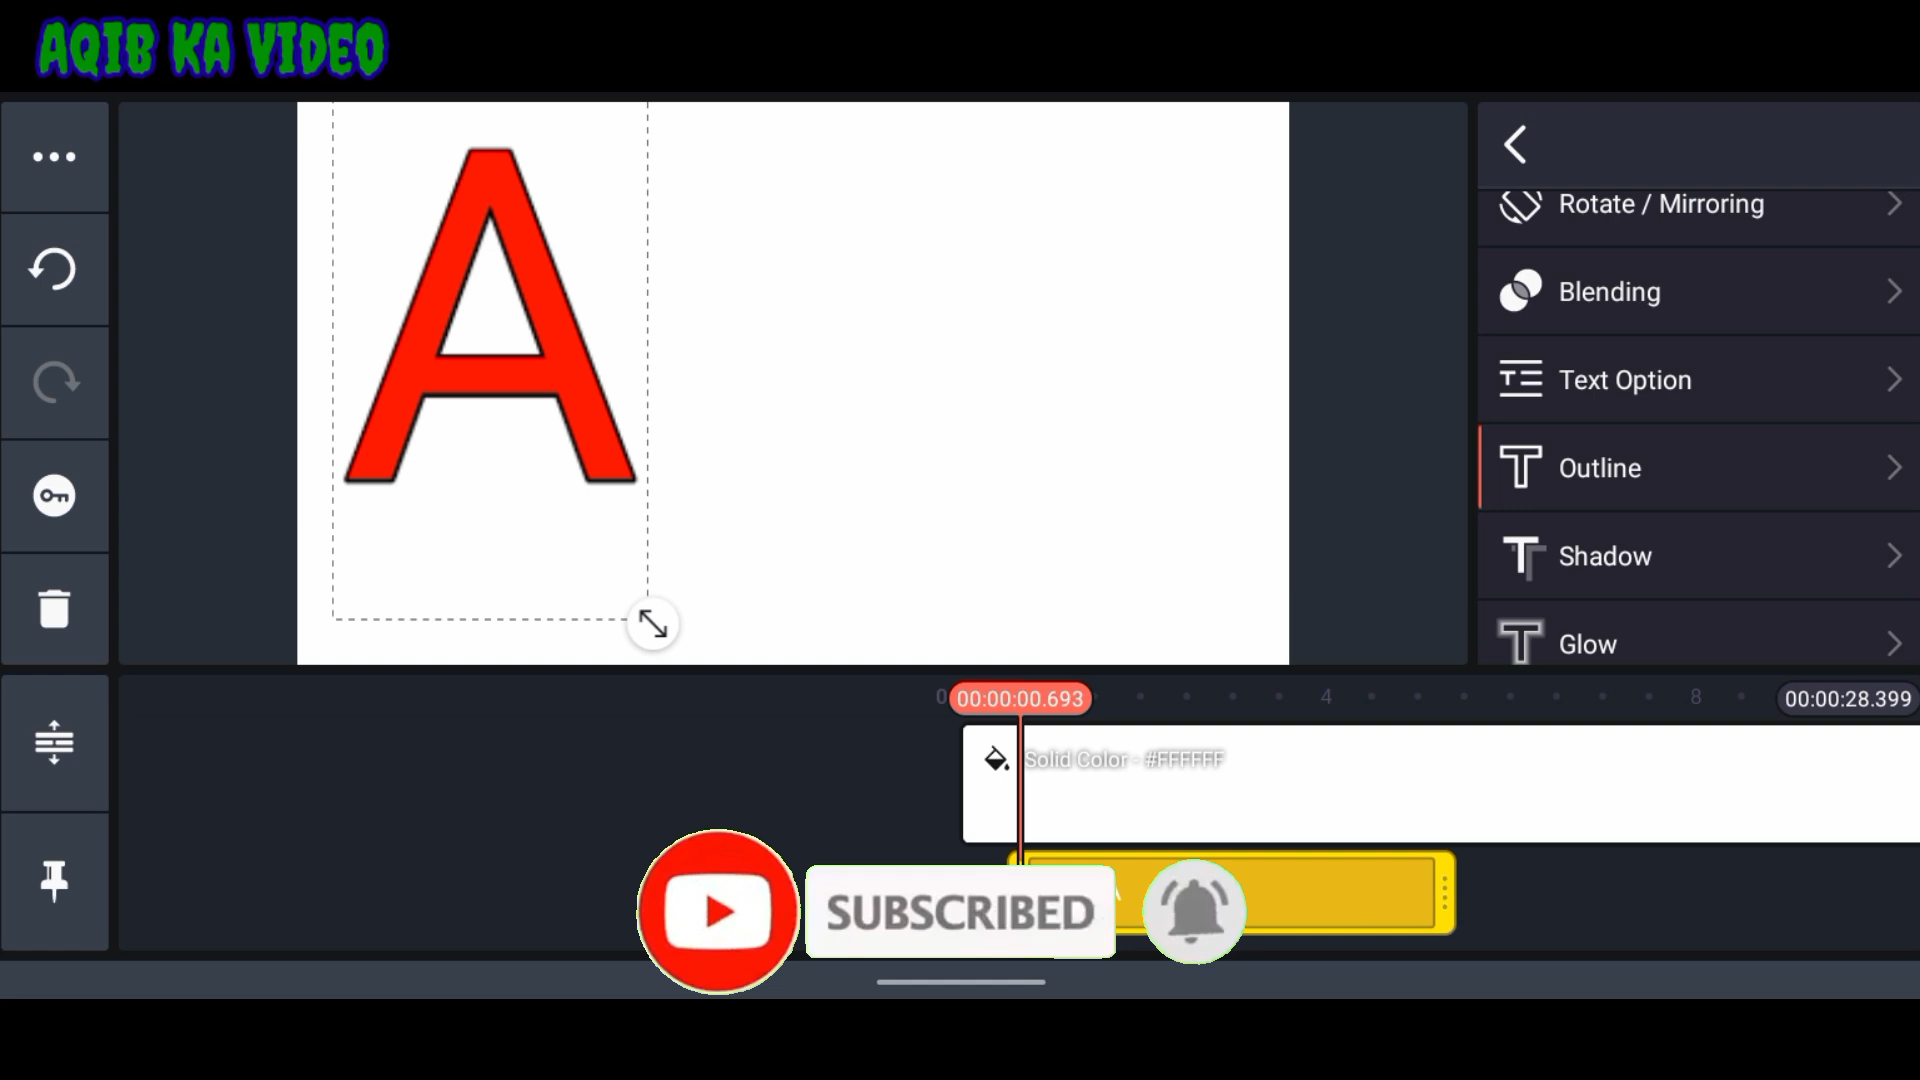 AQIB KA VIDEO
A
Rotate / Mirroring
Blending
Text Option
Outline
Shadow
Glow
0
00:00:00.693
4
8
00:00:28.399
Solid Color - #FFFFFF
SUBSCRIBED